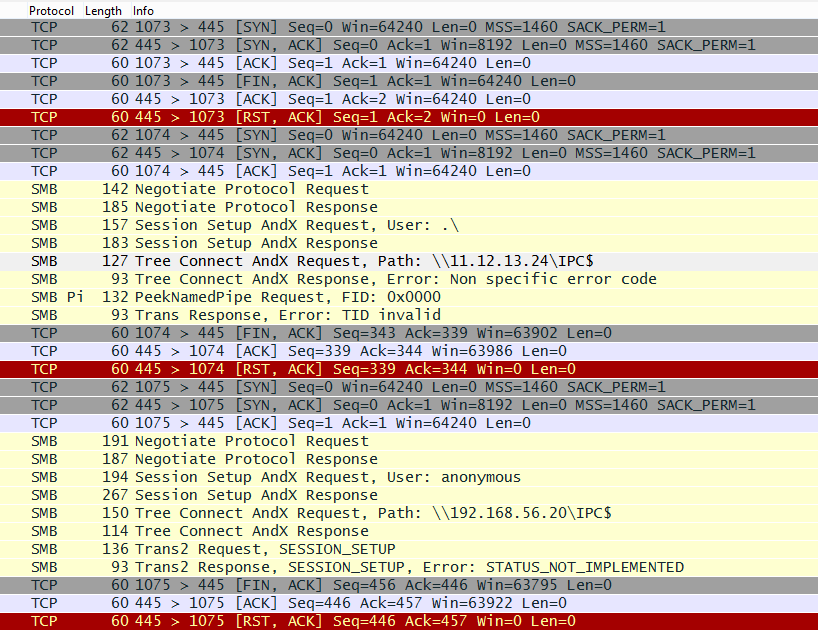 Protocol Length Info
TCP 62 1073 > 445 [SYN] Seq=0 Win=64240 Len=0 MSS=1460 SACK_PERM=1
TCP 62 445 > 1073 [SYN, ACK] Seq=0 Ack=1 Win=8192 Len=0 MSS=1460 SACK_PERM=1
TCP 60 1073 > 445 [ACK] Seq=1 Ack=1 Win=64240 Len=0
TCP 60 1073 > 445 [FIN, ACK] Seq=1 Ack=1 Win=64240 Len=0
TCP 60 445 > 1073 [ACK] Seq=1 Ack=2 Win=64240 Len=0
TCP 60 445 > 1073 [RST, ACK] Seq=1 Ack=2 Win=0 Len=0
TCP 62 1074 > 445 [SYN] Seq=0 Win=64240 Len=0 MSS=1460 SACK_PERM=1
TCP 62 445 > 1074 [SYN, ACK] Seq=0 Ack=1 Win=8192 Len=0 MSS=1460 SACK_PERM=1
TCP 60 1074 > 445 [ACK] Seq=1 Ack=1 Win=64240 Len=0
SMB 142 Negotiate Protocol Request
SMB 185 Negotiate Protocol Response
SMB 157 Session Setup AndX Request, User: .\
SMB 183 Session Setup AndX Response
SMB 127 Tree Connect AndX Request, Path: \\11.12.13.24\IPC$
SMB 93 Tree Connect AndX Response, Error: Non specific error code
SMB Pi 132 PeekNamedPipe Request, FID: 0x0000
SMB 93 Trans Response, Error: TID invalid
TCP 60 1074 > 445 [FIN, ACK] Seq=343 Ack=339 Win=63902 Len=0
TCP 60 445 > 1074 [ACK] Seq=339 Ack=344 Win=63986 Len=0
TCP 60 445 > 1074 [RST, ACK] Seq=339 Ack=344 Win=0 Len=0
TCP 62 1075 > 445 [SYN] Seq=0 Win=64240 Len=0 MSS=1460 SACK_PERM=1
TCP 62 445 > 1075 [SYN, ACK] Seq=0 Ack=1 Win=8192 Len=0 MSS=1460 SACK_PERM=1
TCP 60 1075 > 445 [ACK] Seq=1 Ack=1 Win=64240 Len=0
SMB 191 Negotiate Protocol Request
SMB 187 Negotiate Protocol Response
SMB 194 Session Setup AndX Request, User: anonymous
SMB 267 Session Setup AndX Response
SMB 150 Tree Connect AndX Request, Path: \\192.168.56.20\IPC$
SMB 114 Tree Connect AndX Response
SMB 136 Trans2 Request, SESSION_SETUP
SMB 93 Trans2 Response, SESSION_SETUP, Error: STATUS_NOT_IMPLEMENTED
TCP 60 1075 > 445 [FIN, ACK] Seq=456 Ack=446 Win=63795 Len=0
TCP 60 445 > 1075 [ACK] Seq=446 Ack=457 Win=63922 Len=0
TCP 60 445 > 1075 [RST, ACK] Seq=446 Ack=457 Win=0 Len=0